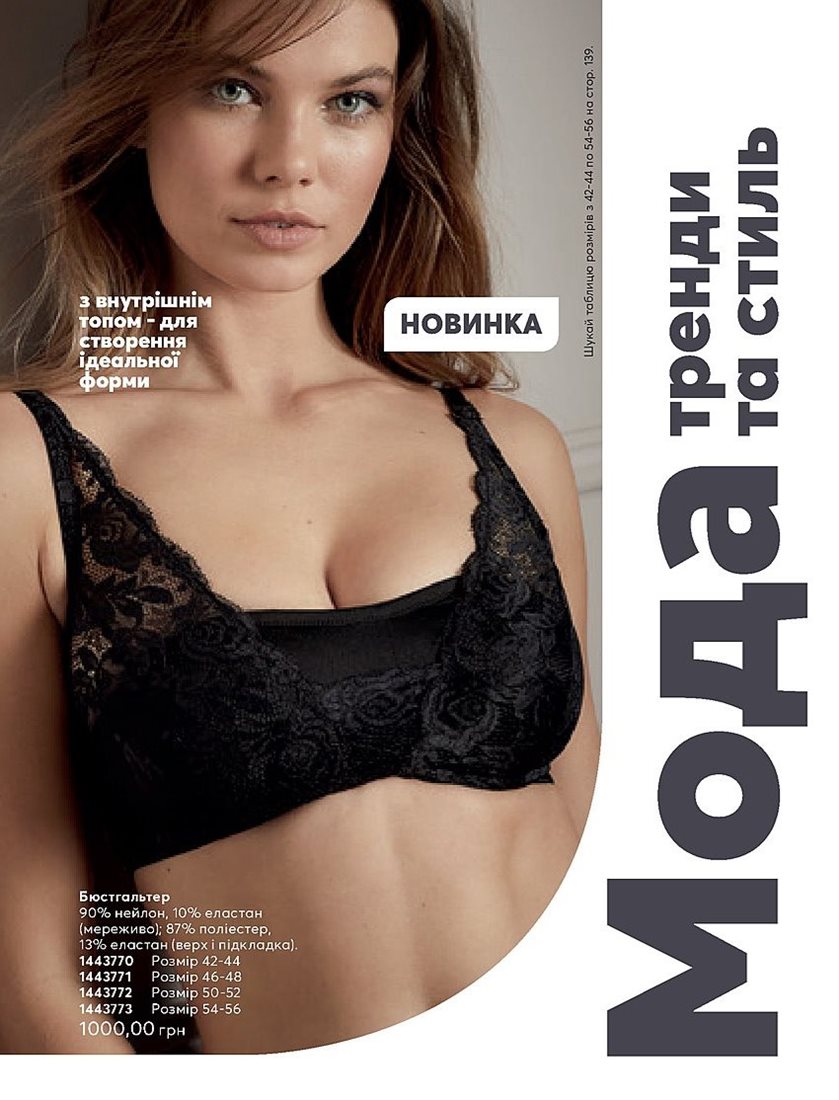 з внутрішнім
топом - для
створення
ідеальної
форми
НОВИНКА
Шукай таблицю розмірів з 42-44 по 54-56 на стор. 139.
Мода
тренди
та стиль
Бюстгальтер
90% нейлон, 10% еластан
(мереживо); 87% поліестер,
13% еластан (верх і підкладка).
1443770 Розмір 42-44
1443771 Розмір 46-48
1443772 Розмір 50-52
1443773 Розмір 54-56
1000,00 грн